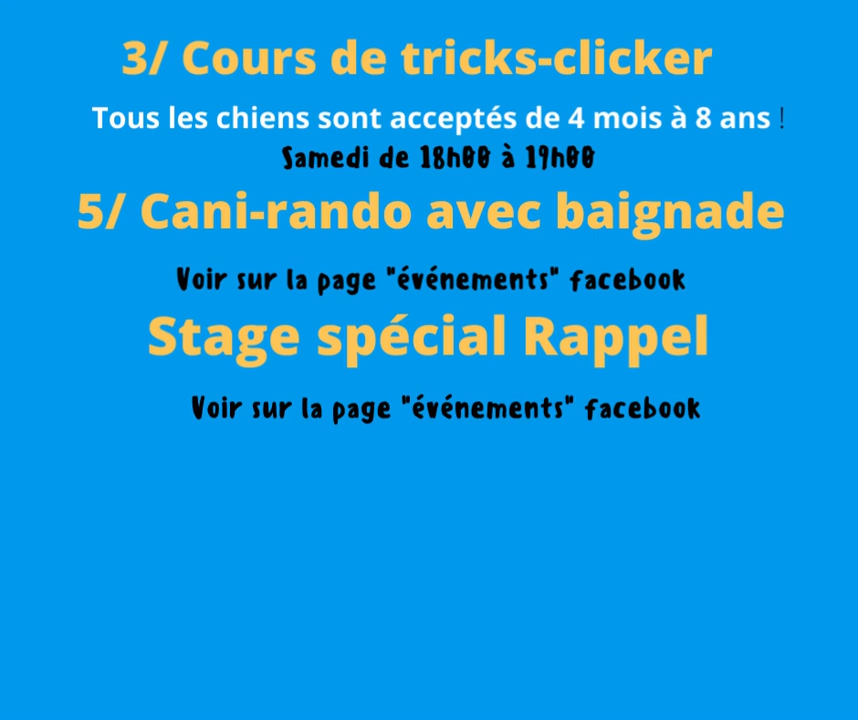 3/ Cours de tricks-clicker
Tous les chiens sont acceptés de 4 mois à 8 ans !
Samedi de 18h00 à 19h00
5/ Cani-rando avec baignade
Voir sur la page "événements" facebook
Stage spécial Rappel
Voir sur la page "événements" facebook